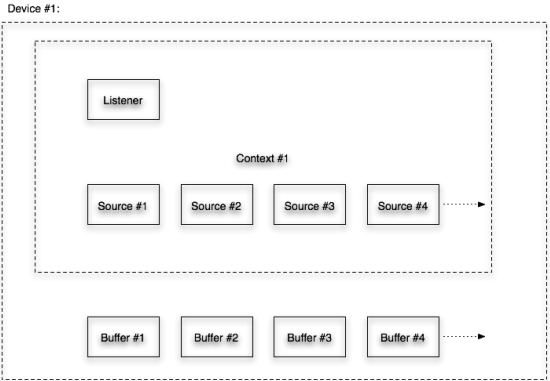 Device #1:
Listener
Context #1
Source #1
Source #2
Source #3
Source #4
Buffer #1
Buffer #2
Buffer #3
Buffer #4